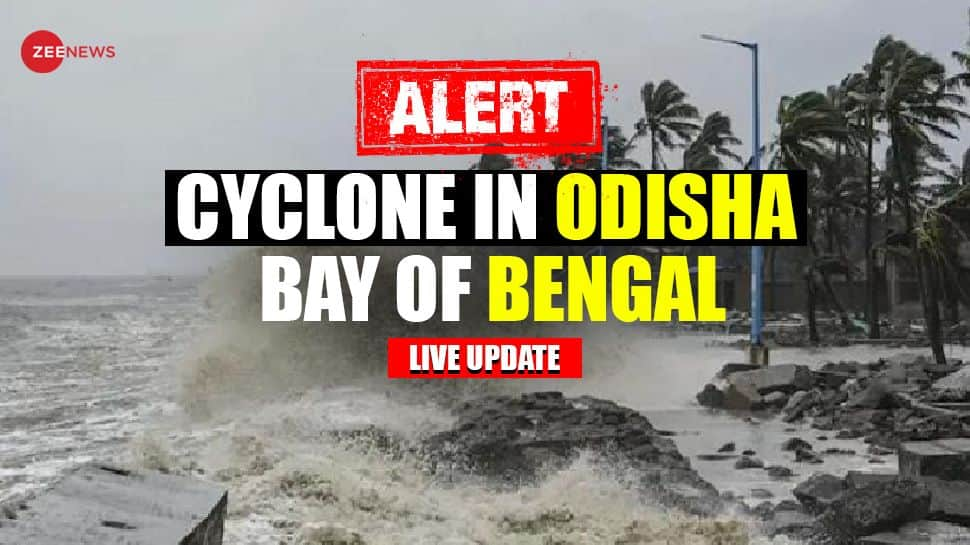 ZEENEWS
ALERT
CYCLONE IN ODISHA
BAY OF BENGAL
LIVE UPDATE